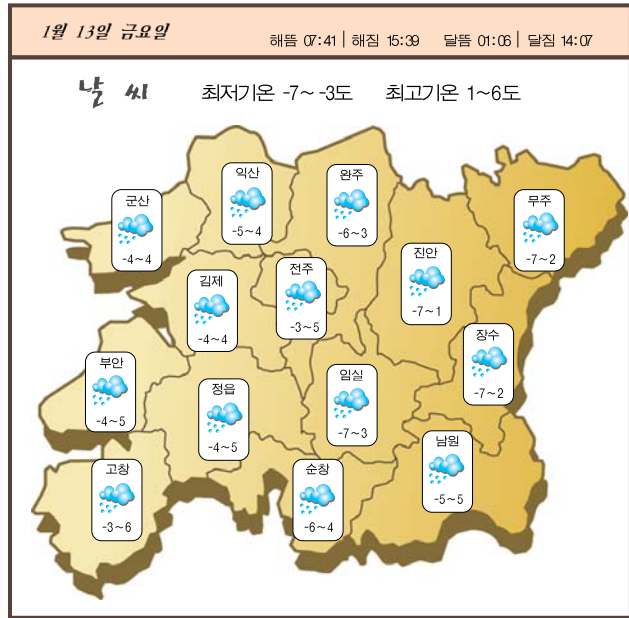 1월 13일 금요일
해뜸 07:41 | 해짐 15:39 달뜸 01:06 | 달짐 14:07
날 씨 최저기온 -7~ -3도 최고기온 1~6도
익산
-5~4
완주
-6~3
군산
-4~4
무주
-7~2
진안
-7~1
전주
-3~5
김제
-4~4
장수
-7~2
부안
-4~5
임실
-7~3
정읍
-4~5
남원
-5~5
고창
-3~6
순창
-6~4